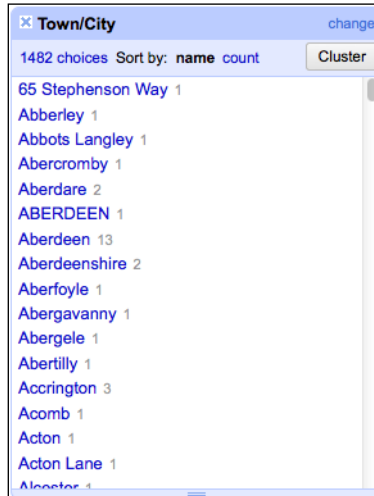 Town/City change
1482 choices Sort by: name count Cluster
65 Stephenson Way 1
Abberley 1
Abbots Langley 1
Abercromby 1
Aberdare 2
ABERDEEN 1
Aberdeen 13
Aberdeenshire 2
Aberfoyle 1
Abergavanny 1
Abergele 1
Abertilly 1
Accrington 3
Acomb 1
Acton 1
Acton Lane 1
Alcester 1